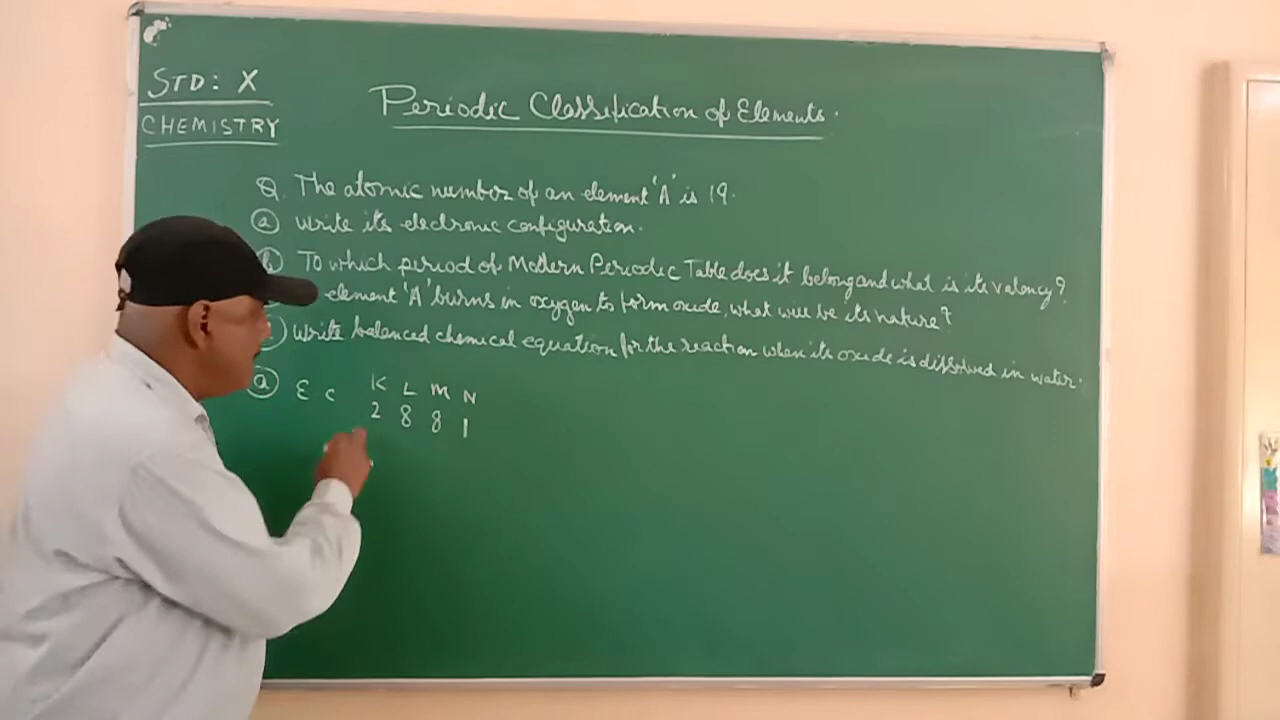 STD: X
CHEMISTRY
Periodic Classification of Elements.
Q. The atomic number of an element 'A' is 19.
(a) Write its electronic configuration.
(b) To which period of Modern Periodic Table does it belong and what is its valency?
element 'A' burns in oxygen to form oxide, what will be its nature?
Write balanced chemical equation for the reaction when its oxide is dissolved in water.
(a) E C K L M N
2 8 8 1